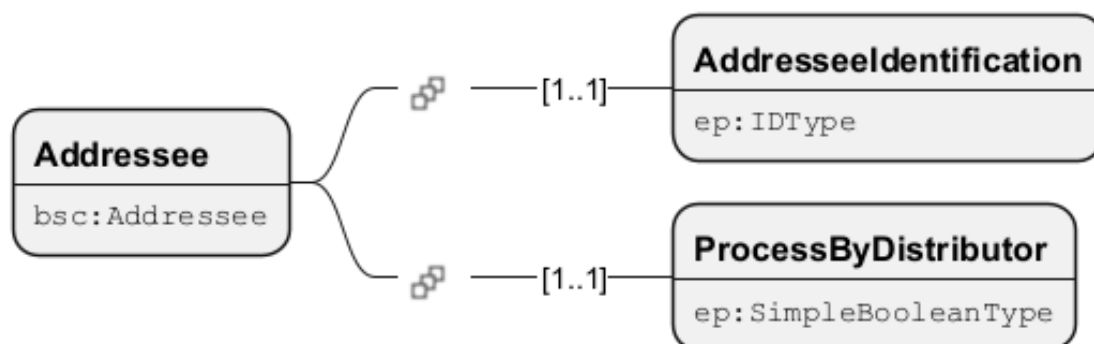 AddresseeIdentification
[1..1]
ep:IDType
Addressee
bsc:Addressee
ProcessByDistributor
[1..1]
ep:SimpleBooleanType